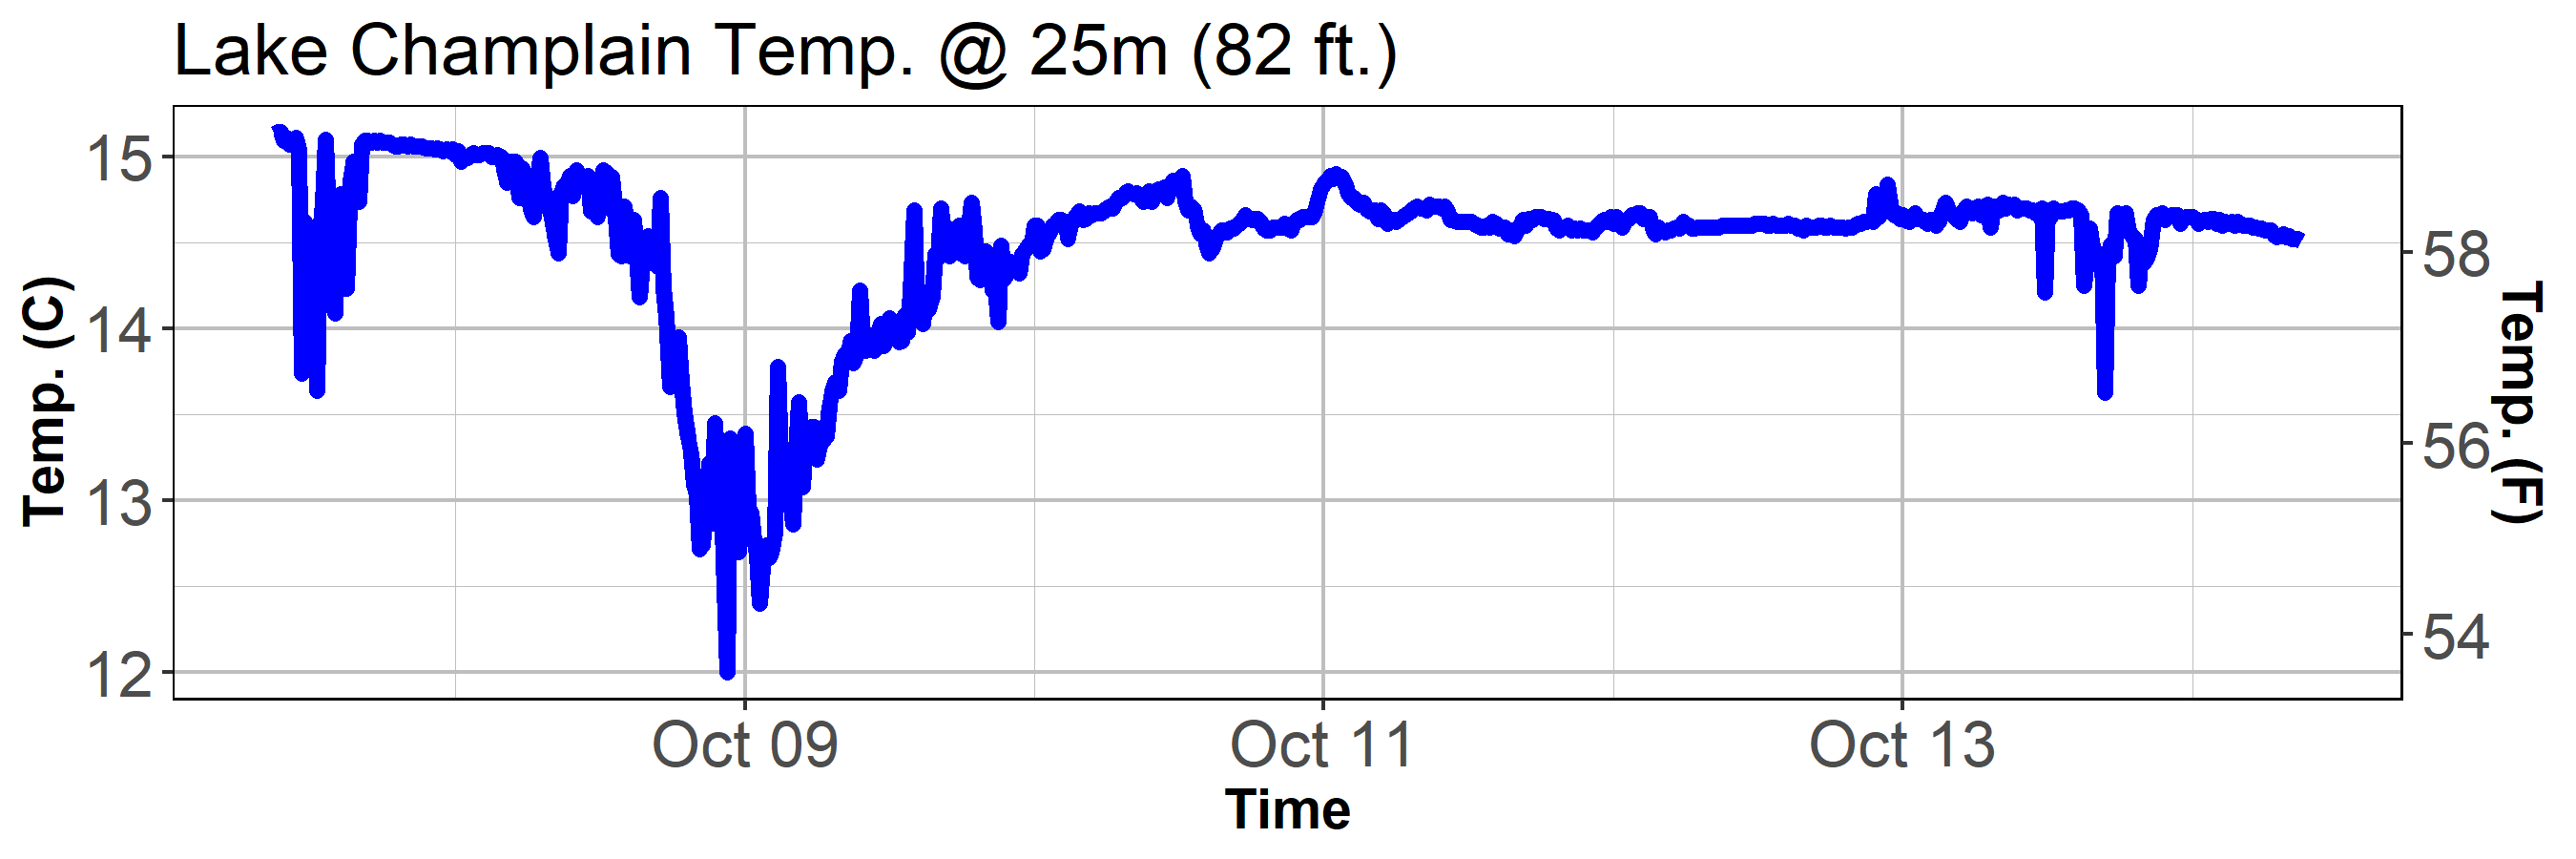 Lake Champlain Temp. @ 25m (82 ft.)
Temp. (C)
15
14
13
12
58
56
54
Temp. (F)
Oct 09
Oct 11
Oct 13
Time